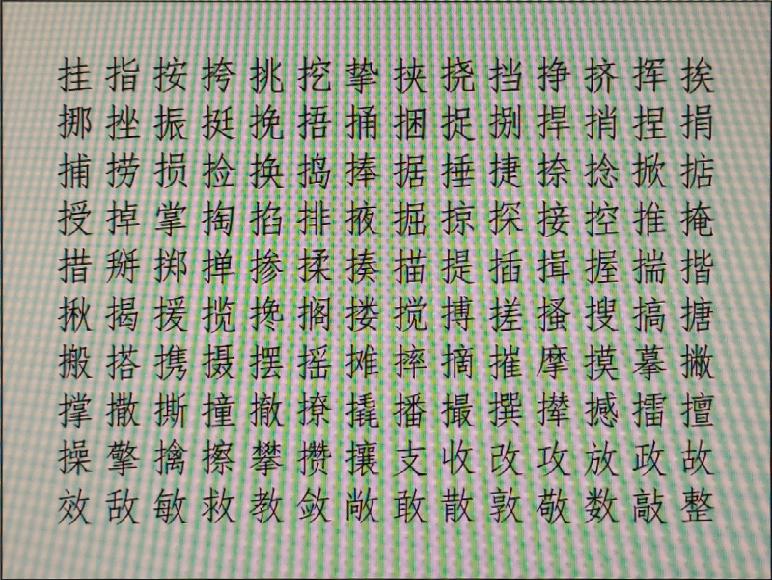 挂指按挎挑挖挚挟挠挡挣挤挥挨
挪挫振挺挽捂捅捆捉捌捍捎捏捐
捕捞损捡换捣捧据捶捷捺捻掀掂
授掉掌掏掐排掖掘掠探接控推掩
措掰掷掸掺揉揍描提插揖握揣揩
揪揭援揽搀搁搂搅搏搓搔搜搞搪
搬搭携摄摆摇摊摔摘摧摩摸摹撇
撑撒撕撞撤撩撬播撮撰撵撼擂擅
操擎擒擦攀攒攘支收改攻放政故
效敌敏救教敛敞敢散敦敬数敲整